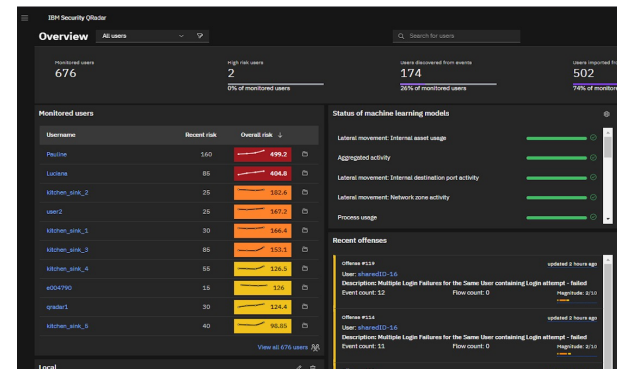 IBM Security QRadar
Overview
All users
Search for users
Monitored users
676
High risk users
2
0% of monitored users
Users discovered from events
174
26% of monitored users
Users imported fro
502
74% of monitore
Monitored users
Username Recent risk Overall risk ↓
Pauline 160 499.2
Luciana 85 404.8
kitchen_sink_2 25 182.6
user2 25 167.2
kitchen_sink_1 30 166.4
kitchen_sink_3 85 153.1
kitchen_sink_4 55 126.5
e004790 15 126
qradar1 30 124.4
kitchen_sink_5 40 98.85
View all 676 users
Local
Status of machine learning models
Lateral movement: Internal asset usage
Aggregated activity
Lateral movement: Internal destination port activity
Lateral movement: Network zone activity
Process usage
Recent offenses
Offense #119 updated 2 hours ago
User: sharedID-16
Description: Multiple Login Failures for the Same User containing Login attempt - failed
Event count: 12 Flow count: 0 Magnitude: 2/10
Offense #114 updated 2 hours ago
User: sharedID-16
Description: Multiple Login Failures for the Same User containing Login attempt - failed
Event count: 11 Flow count: 0 Magnitude: 2/10